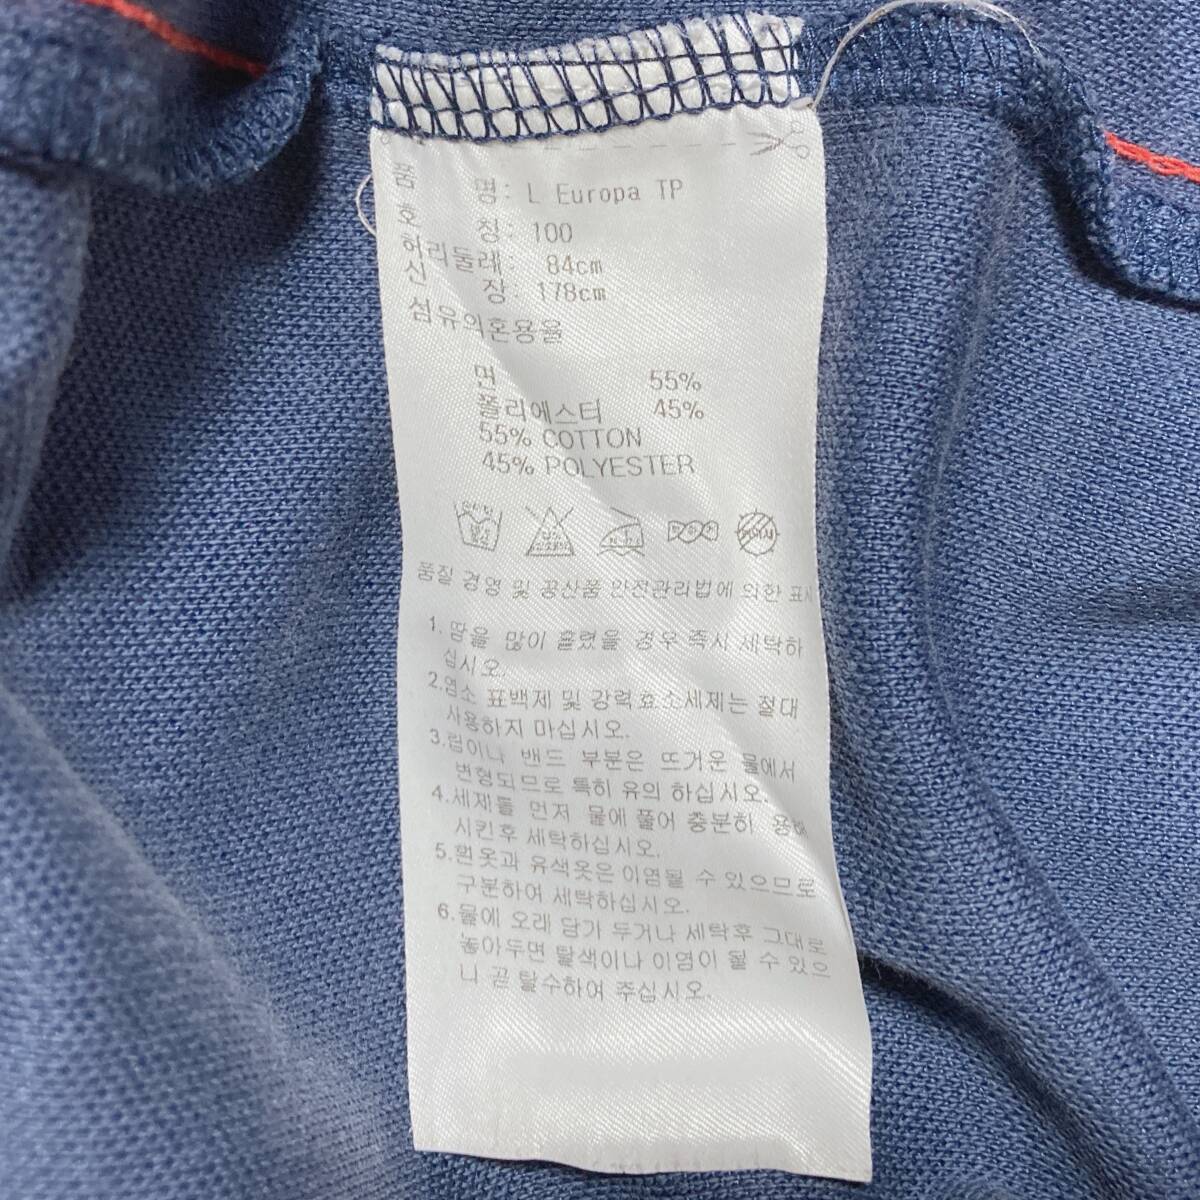 품 명: L Europa TP
호 칭: 100
허리둘레: 84cm
신 장: 178cm
섬유의혼용율
면 55%
폴리에스터 45%
55% COTTON
45% POLYESTER
품질 경영 및 공산품 안전관리법에 의한 표시
1. 땀을 많이 흘렸을 경우 즉시 세탁하
십시오.
2.염소 표백제 및 강력효소세제는 절대
사용하지 마십시오.
3.립이나 밴드 부분은 뜨거운 물에서
변형되므로 특히 유의 하십시오.
4.세제를 먼저 물에 풀어 충분히 용해
시킨후 세탁하십시오.
5.흰옷과 유색옷은 이염될 수 있으므로
구분하여 세탁하십시오.
6.물에 오래 담가 두거나 세탁후 그대로
놓아두면 탈색이나 이염이 될 수 있으
니 곧 탈수하여 주십시오.